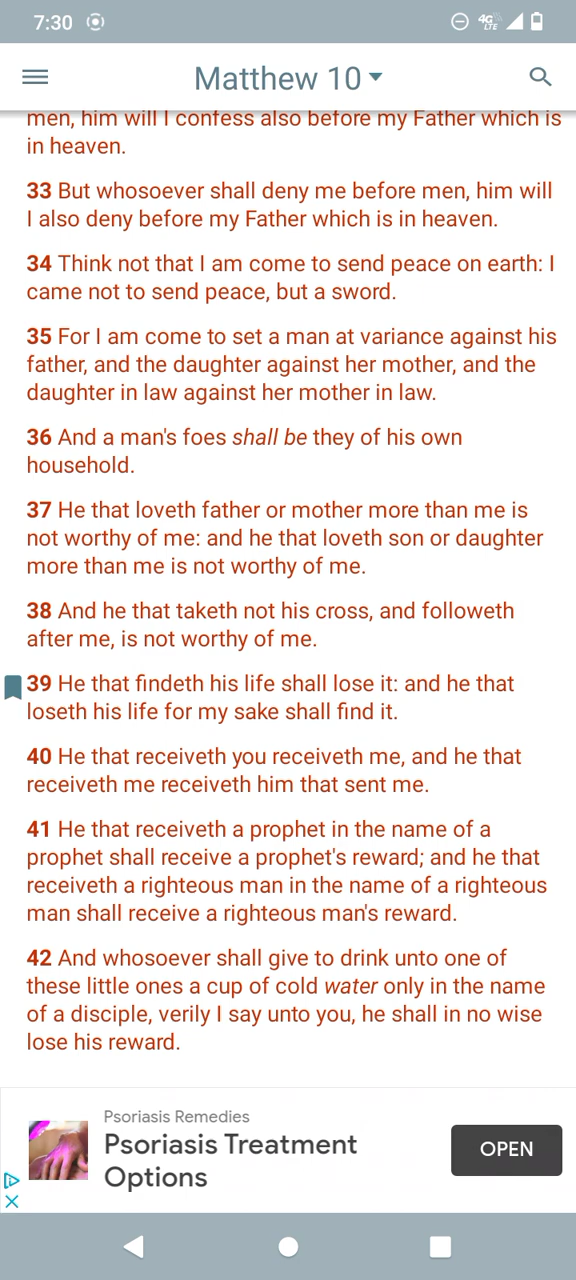 7:30
4G
LTE
Matthew 10
men, him will I confess also before my Father which is
in heaven.
33 But whosoever shall deny me before men, him will
I also deny before my Father which is in heaven.
34 Think not that I am come to send peace on earth: I
came not to send peace, but a sword.
35 For I am come to set a man at variance against his
father, and the daughter against her mother, and the
daughter in law against her mother in law.
36 And a man's foes shall be they of his own
household.
37 He that loveth father or mother more than me is
not worthy of me: and he that loveth son or daughter
more than me is not worthy of me.
38 And he that taketh not his cross, and followeth
after me, is not worthy of me.
39 He that findeth his life shall lose it: and he that
loseth his life for my sake shall find it.
40 He that receiveth you receiveth me, and he that
receiveth me receiveth him that sent me.
41 He that receiveth a prophet in the name of a
prophet shall receive a prophet's reward; and he that
receiveth a righteous man in the name of a righteous
man shall receive a righteous man's reward.
42 And whosoever shall give to drink unto one of
these little ones a cup of cold water only in the name
of a disciple, verily I say unto you, he shall in no wise
lose his reward.
Psoriasis Remedies
Psoriasis Treatment
Options
OPEN